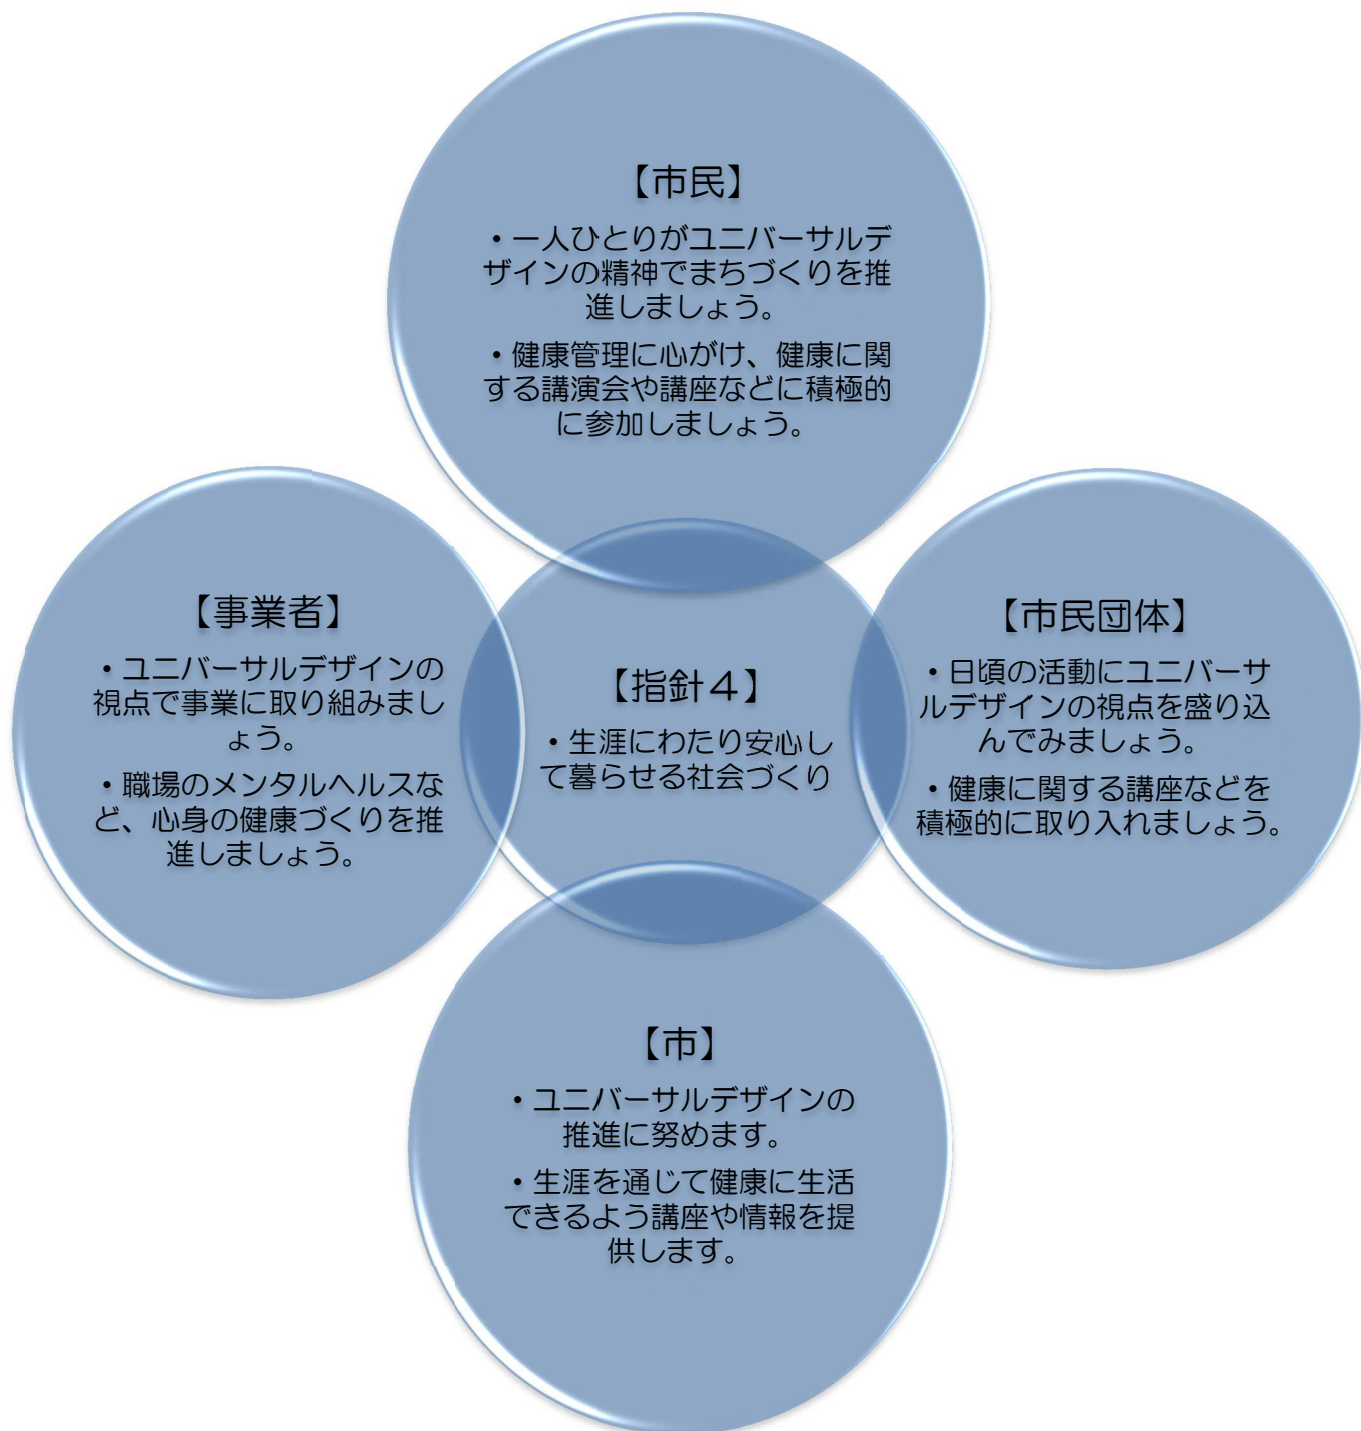 【市民】
・一人ひとりがユニバーサルデ
ザインの精神でまちづくりを推
進しましょう。
・健康管理に心がけ、健康に関
する講演会や講座などに積極的
に参加しましょう。
【事業者】
・ユニバーサルデザインの
視点で事業に取り組みまし
ょう。
・職場のメンタルヘルスな
ど、心身の健康づくりを推
進しましょう。
【指針４】
・生涯にわたり安心し
て暮らせる社会づくり
【市民団体】
・日頃の活動にユニバーサ
ルデザインの視点を盛り込
んでみましょう。
・健康に関する講座などを
積極的に取り入れましょう。
【市】
・ユニバーサルデザインの
推進に努めます。
・生涯を通じて健康に生活
できるよう講座や情報を提
供します。